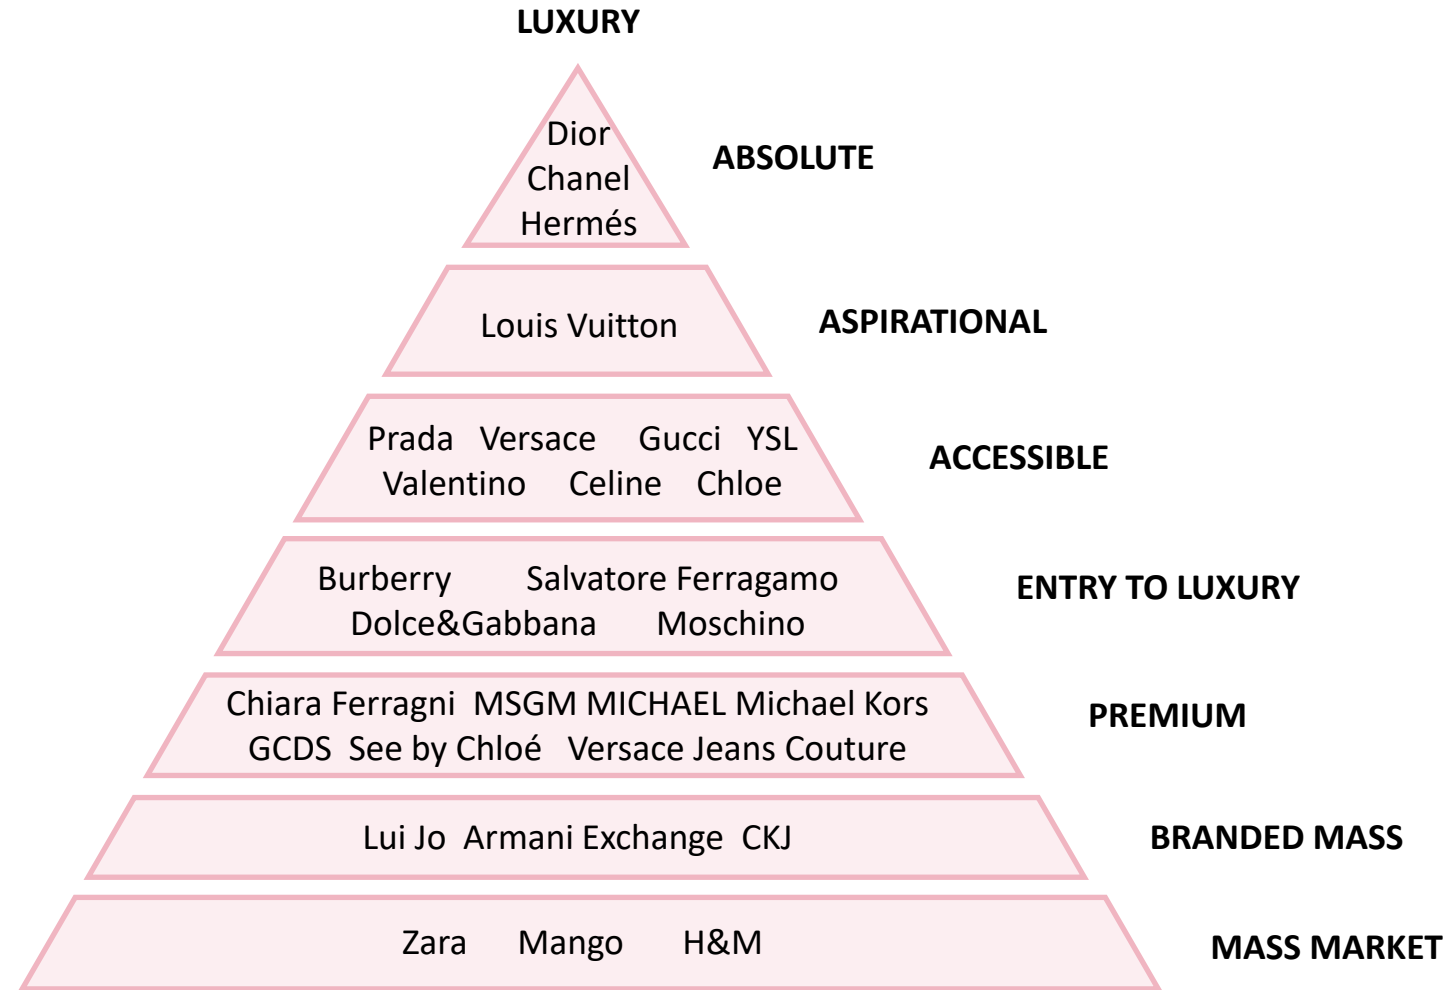 LUXURY
Dior
Chanel
Hermés
ABSOLUTE
Louis Vuitton
ASPIRATIONAL
Prada Versace Gucci YSL
Valentino Celine Chloe
ACCESSIBLE
Burberry Salvatore Ferragamo
Dolce&Gabbana Moschino
ENTRY TO LUXURY
Chiara Ferragni MSGM MICHAEL Michael Kors
GCDS See by Chloé Versace Jeans Couture
PREMIUM
Lui Jo Armani Exchange CKJ
BRANDED MASS
Zara Mango H&M
MASS MARKET